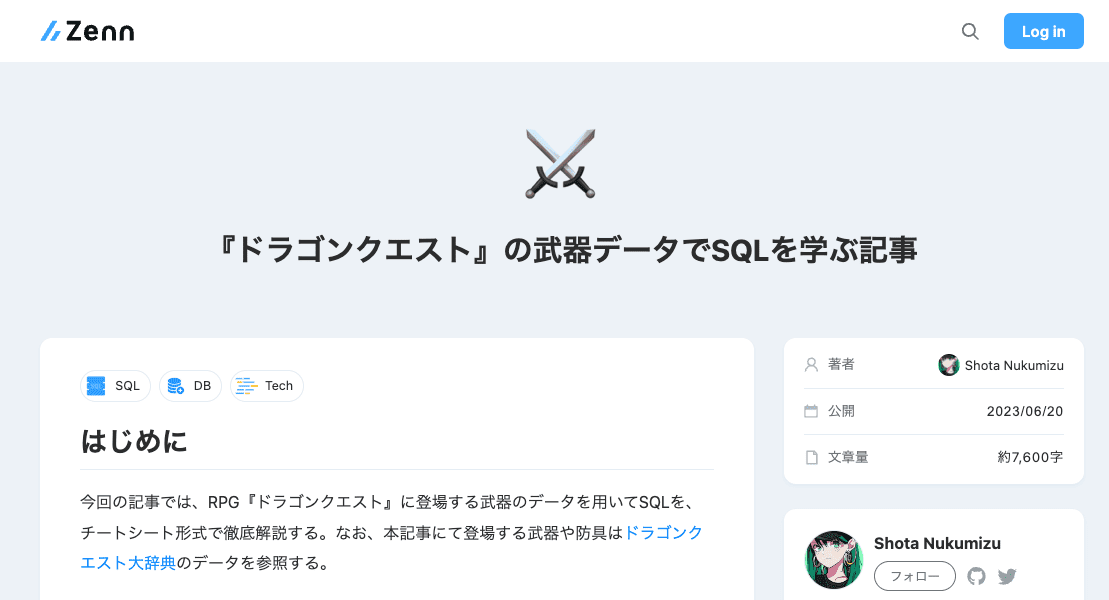 Zenn
Log in
『ドラゴンクエスト』の武器データでSQLを学ぶ記事
SQL
DB
Tech
はじめに
今回の記事では、RPG『ドラゴンクエスト』に登場する武器のデータを用いてSQLを、
チートシート形式で徹底解説する。なお、本記事にて登場する武器や防具はドラゴンク
エスト大辞典のデータを参照する。
著者
Shota Nukumizu
公開
2023/06/20
文章量
約7,600字
Shota Nukumizu
フォロー